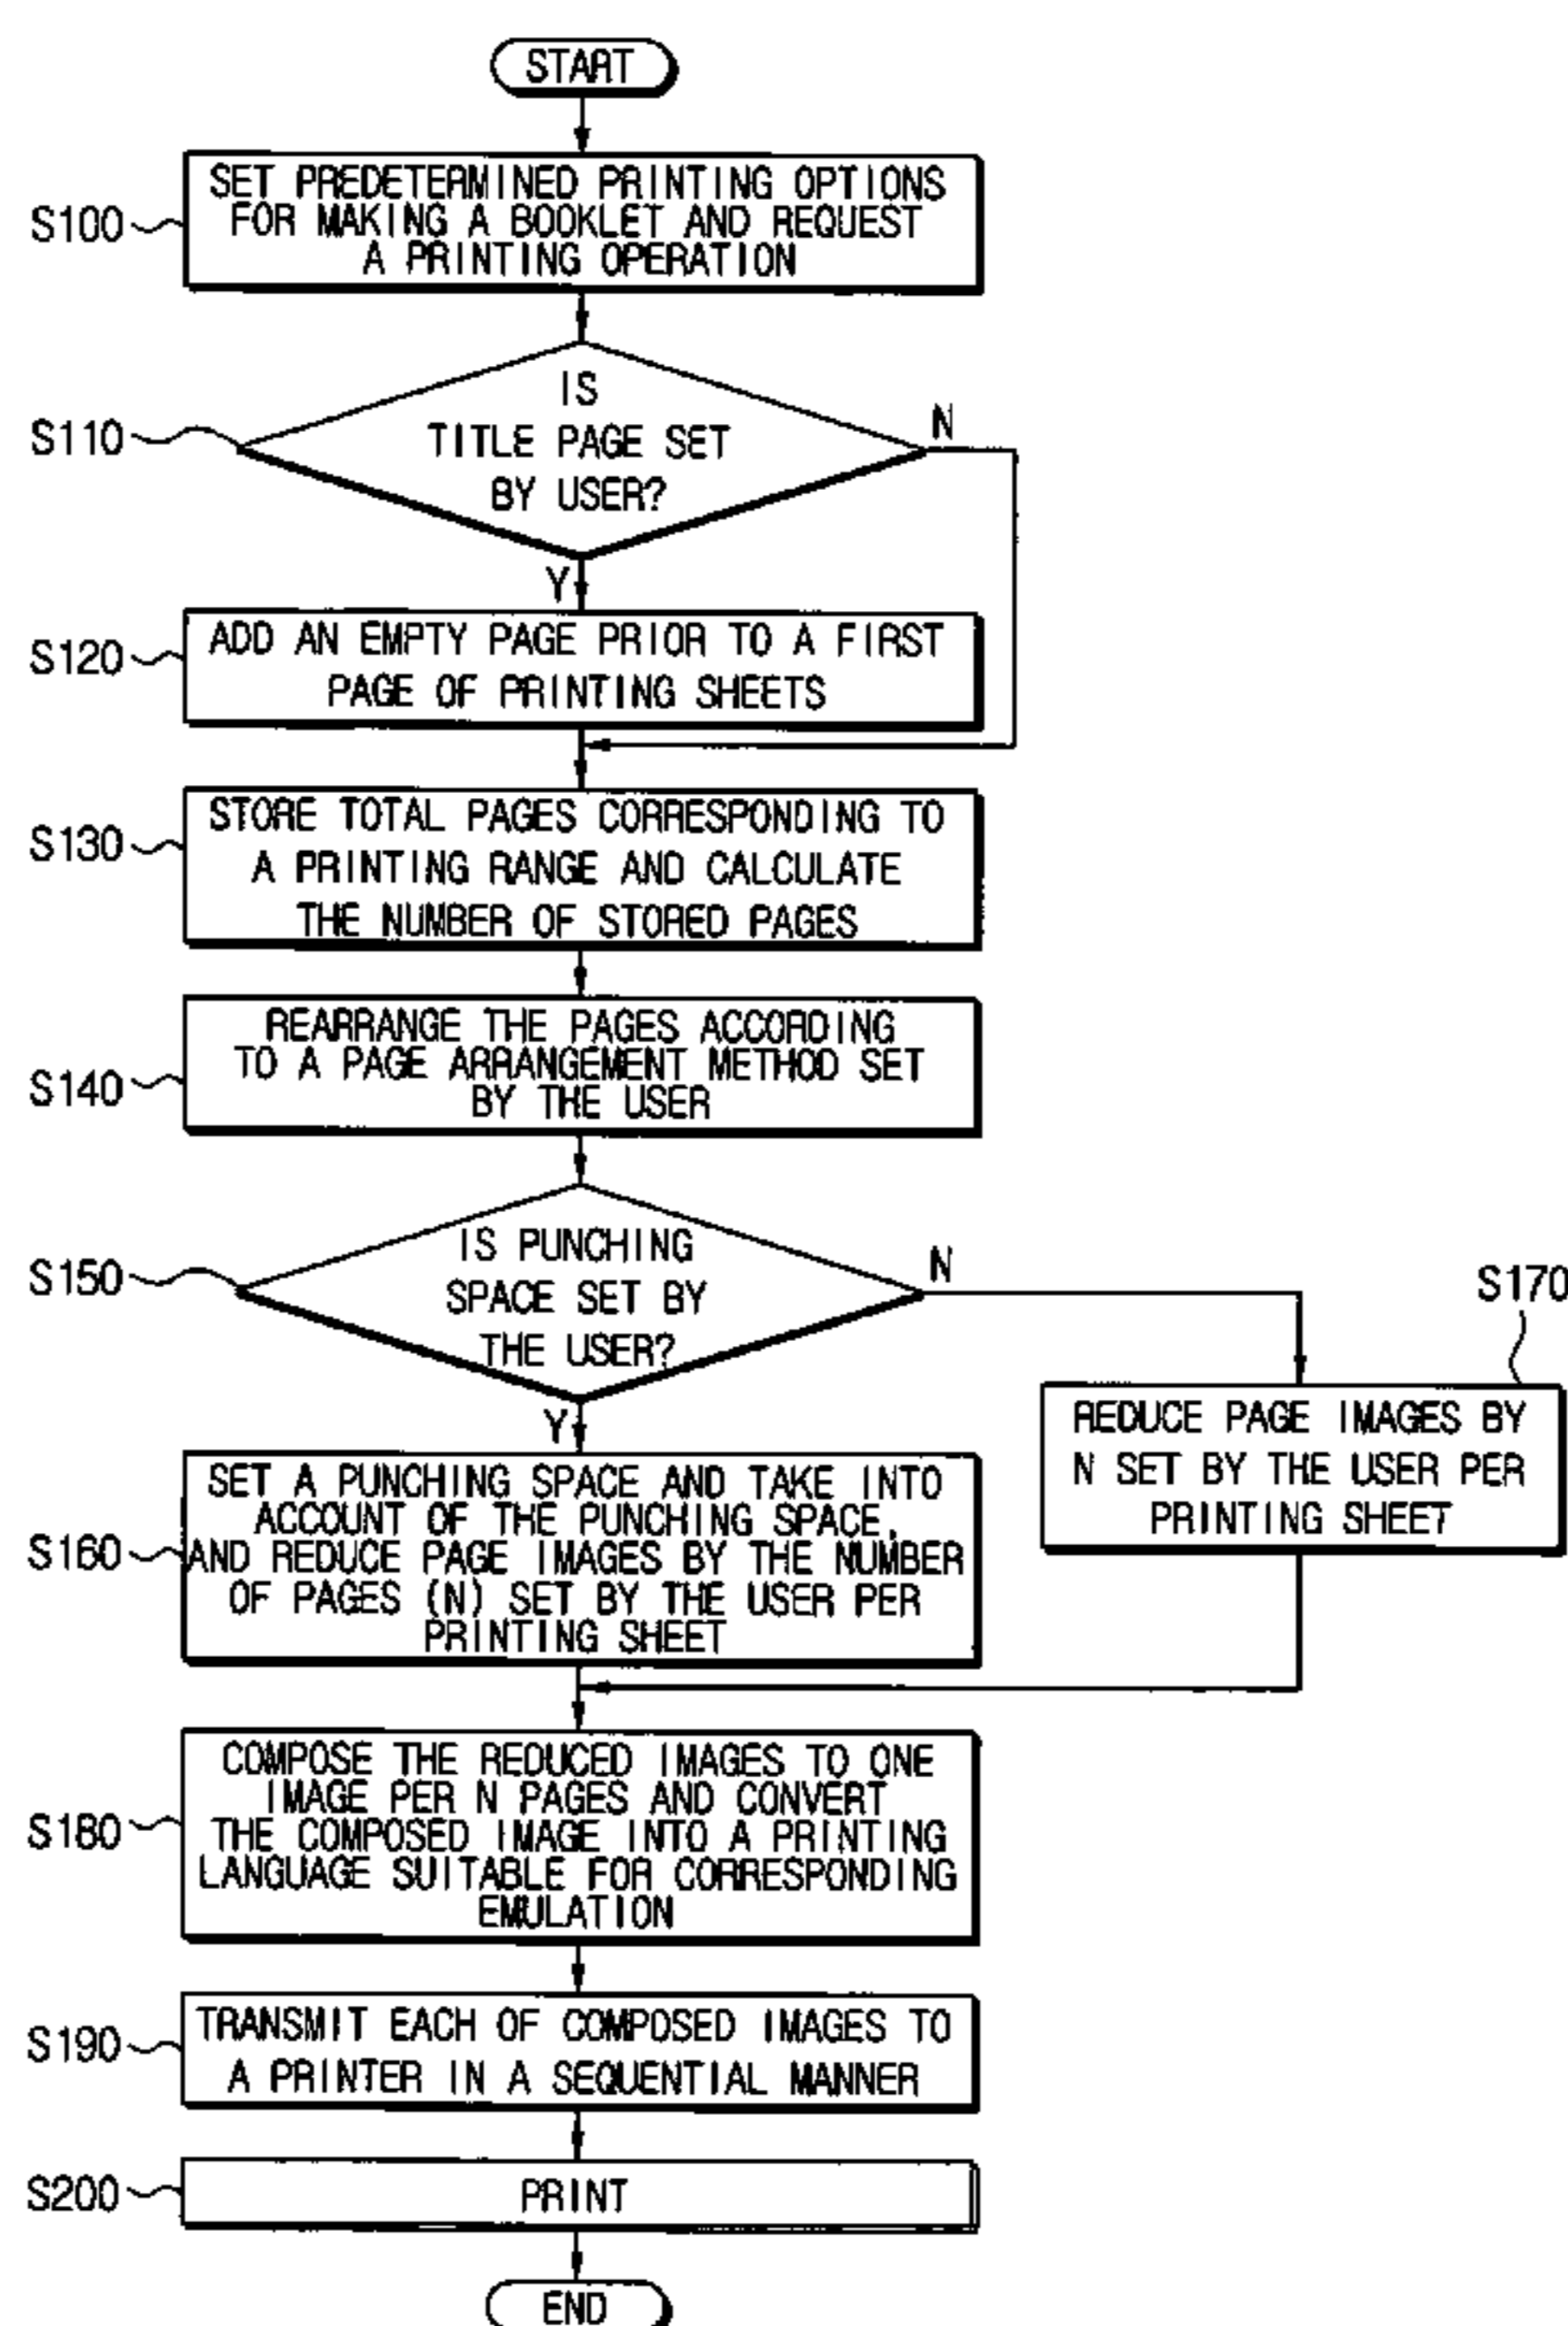 START
S100
SET PREDETERMINED PRINTING OPTIONS
FOR MAKING A BOOKLET AND REQUEST
A PRINTING OPERATION
S110
IS
TITLE PAGE SET
BY USER?
N
Y
S120
ADD AN EMPTY PAGE PRIOR TO A FIRST
PAGE OF PRINTING SHEETS
S130
STORE TOTAL PAGES CORRESPONDING TO
A PRINTING RANGE AND CALCULATE
THE NUMBER OF STORED PAGES
S140
REARRANGE THE PAGES ACCORDING
TO A PAGE ARRANGEMENT METHOD SET
BY THE USER
S150
IS PUNCHING
SPACE SET BY
THE USER?
N
Y
S170
REDUCE PAGE IMAGES BY
N SET BY THE USER PER
PRINTING SHEET
S160
SET A PUNCHING SPACE AND TAKE INTO
ACCOUNT OF THE PUNCHING SPACE,
AND REDUCE PAGE IMAGES BY THE NUMBER
OF PAGES (N) SET BY THE USER PER
PRINTING SHEET
S180
COMPOSE THE REDUCED IMAGES TO ONE
IMAGE PER N PAGES AND CONVERT
THE COMPOSED IMAGE INTO A PRINTING
LANGUAGE SUITABLE FOR CORRESPONDING
EMULATION
S190
TRANSMIT EACH OF COMPOSED IMAGES TO
A PRINTER IN A SEQUENTIAL MANNER
S200
PRINT
END